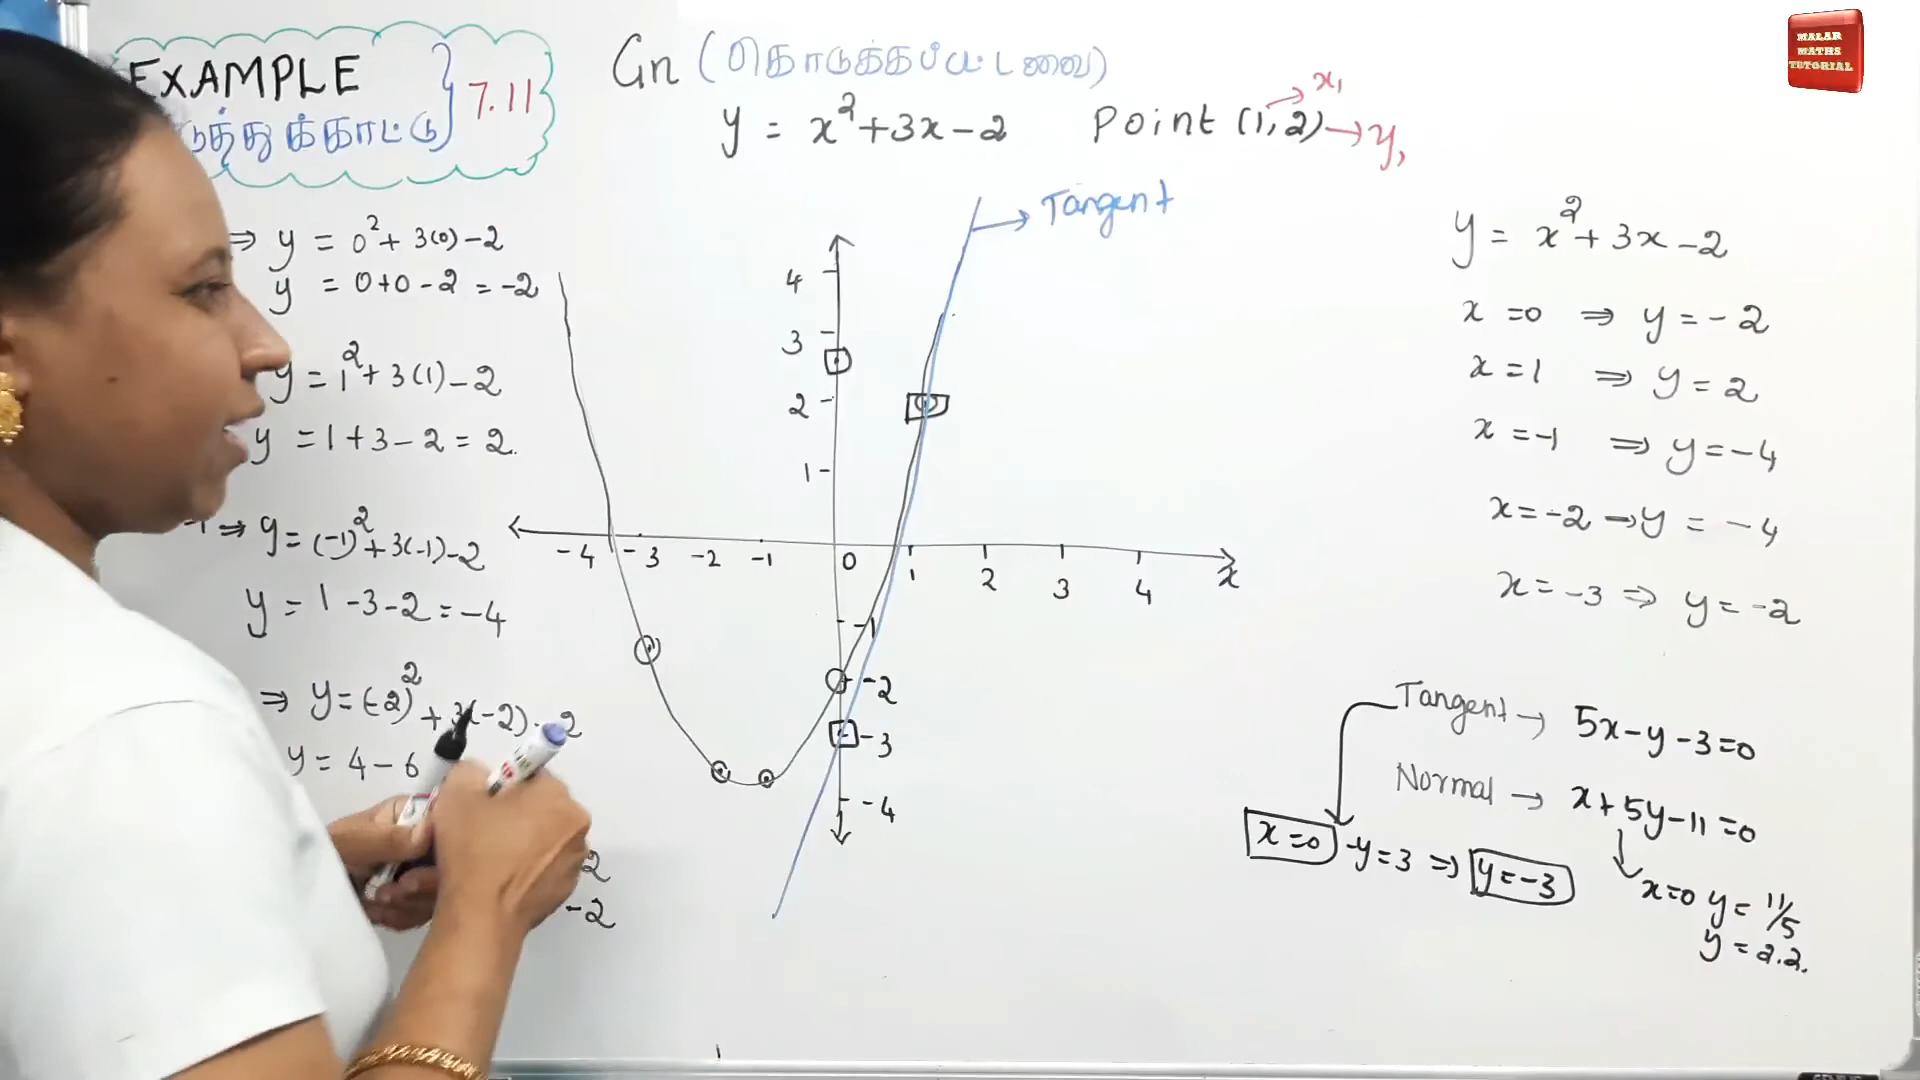 EXAMPLE
7.11
Gn (கொடுக்கப்பட்டவை)
y = x² + 3x - 2 Point (1, 2) → y₁
x₁
⇒ y = 0² + 3(0) - 2
y = 0 + 0 - 2 = -2
y = 1² + 3(1) - 2
y = 1 + 3 - 2 = 2.
-1 ⇒ y = (-1)² + 3(-1) - 2
y = 1 - 3 - 2 = -4
⇒ y = (-2)² + 3(-2) - 2
y = 4 - 6
2
-2
→ Tangent
4
3
2
1
-4 -3 -2 -1 0 1 2 3 4 x
-1
-2
-3
-4
y = x² + 3x - 2
x = 0 ⇒ y = -2
x = 1 ⇒ y = 2
x = -1 ⇒ y = -4
x = -2 → y = -4
x = -3 ⇒ y = -2
Tangent → 5x - y - 3 = 0
Normal → x + 5y - 11 = 0
x = 0 -y = 3 ⇒ y = -3
x = 0 y = 11/5
y = 2.2.
MALAR
MATHS
TUTORIAL